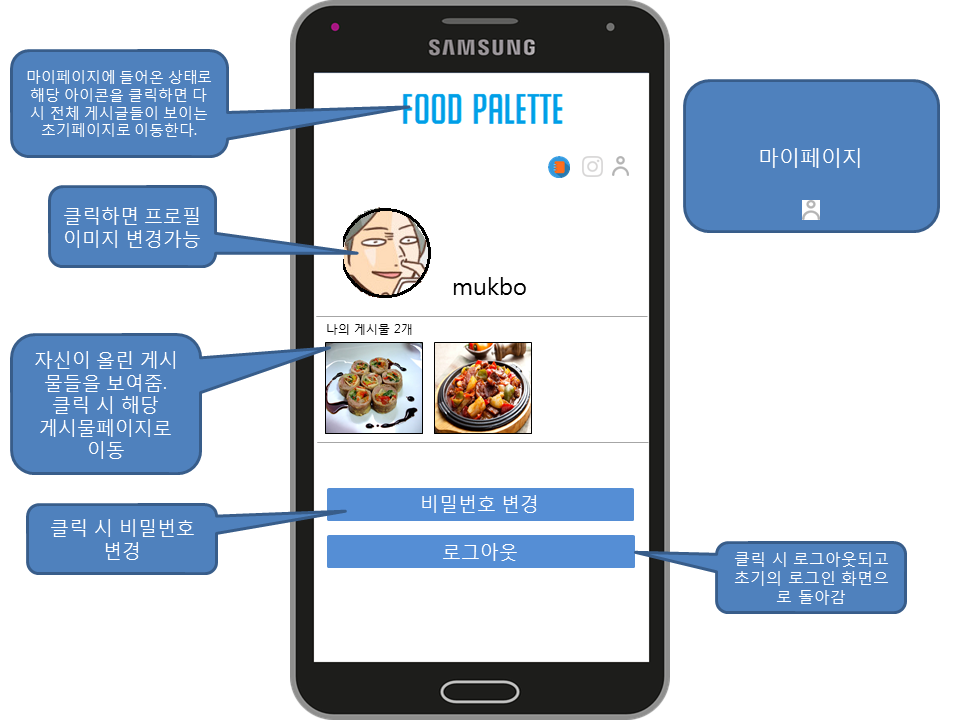 SAMSUNG
마이페이지에 들어온 상태로
해당 아이콘을 클릭하면 다
시 전체 게시글들이 보이는
초기페이지로 이동한다.
FOOD PALETTE
마이페이지
클릭하면 프로필
이미지 변경가능
mukbo
나의 게시물 2개
자신이 올린 게시
물들을 보여줌.
클릭 시 해당
게시물페이지로
이동
비밀번호 변경
클릭 시 비밀번호
변경
로그아웃
클릭 시 로그아웃되고
초기의 로그인 화면으
로 돌아감